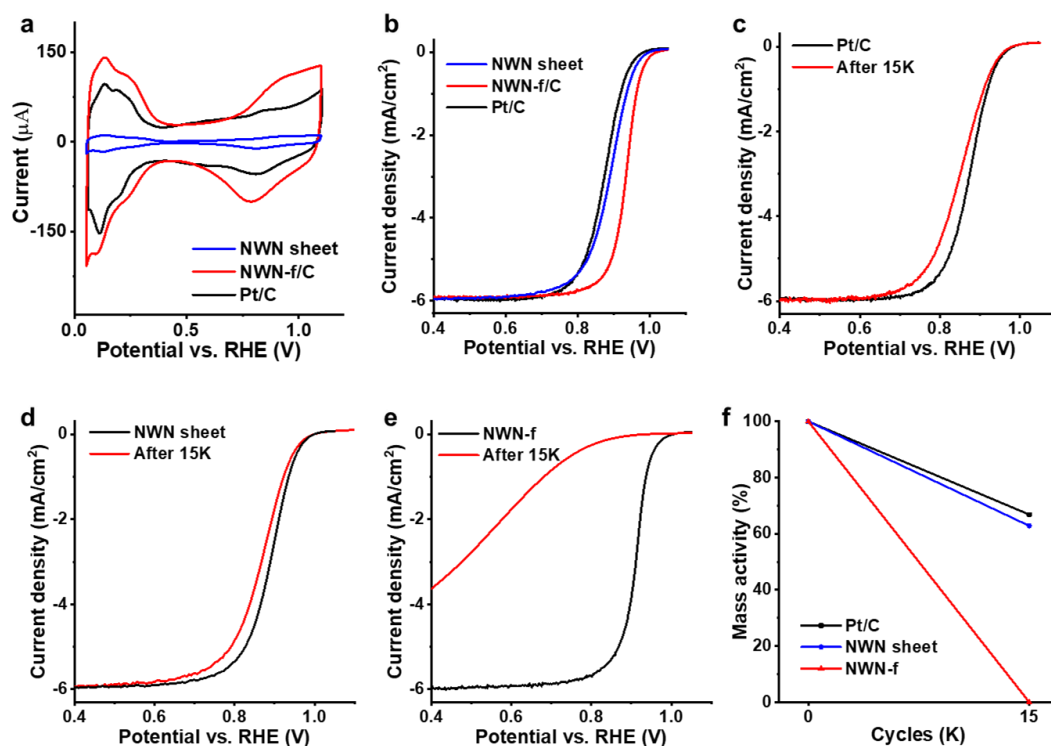 a
150
0
-150
Current (μA)
NWN sheet
NWN-f/C
Pt/C
0.0
0.5
1.0
Potential vs. RHE (V)
b
0
-2
-4
-6
Current density (mA/cm²)
NWN sheet
NWN-f/C
Pt/C
0.4
0.6
0.8
1.0
Potential vs. RHE (V)
c
0
-2
-4
-6
Current density (mA/cm²)
Pt/C
After 15K
0.4
0.6
0.8
1.0
Potential vs. RHE (V)
d
0
-2
-4
-6
Current density (mA/cm²)
NWN sheet
After 15K
0.4
0.6
0.8
1.0
Potential vs. RHE (V)
e
0
-2
-4
-6
Current density (mA/cm²)
NWN-f
After 15K
0.4
0.6
0.8
1.0
Potential vs. RHE (V)
f
100
80
60
40
20
0
Mass activity (%)
Pt/C
NWN sheet
NWN-f
0
15
Cycles (K)